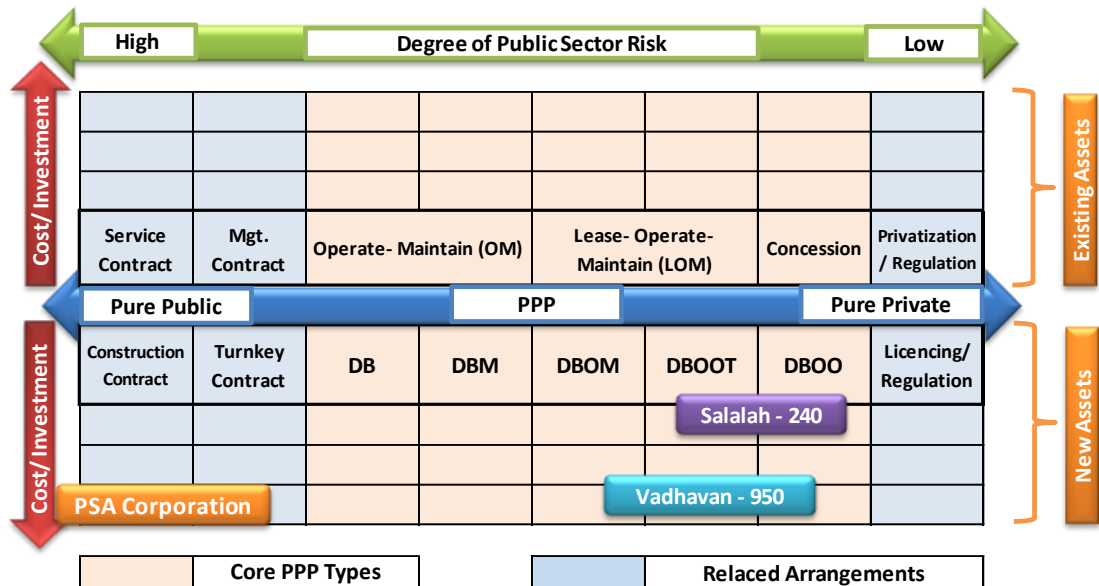 High
Degree of Public Sector Risk
Low
Cost/ Investment
Existing Assets
Service
Contract
Mgt.
Contract
Operate- Maintain (OM)
Lease- Operate-
Maintain (LOM)
Concession
Privatization
/ Regulation
Pure Public
PPP
Pure Private
Cost/ Investment
New Assets
Construction
Contract
Turnkey
Contract
DB
DBM
DBOM
DBOOT
DBOO
Licencing/
Regulation
Salalah - 240
Vadhavan - 950
PSA Corporation
Core PPP Types
Relaced Arrangements